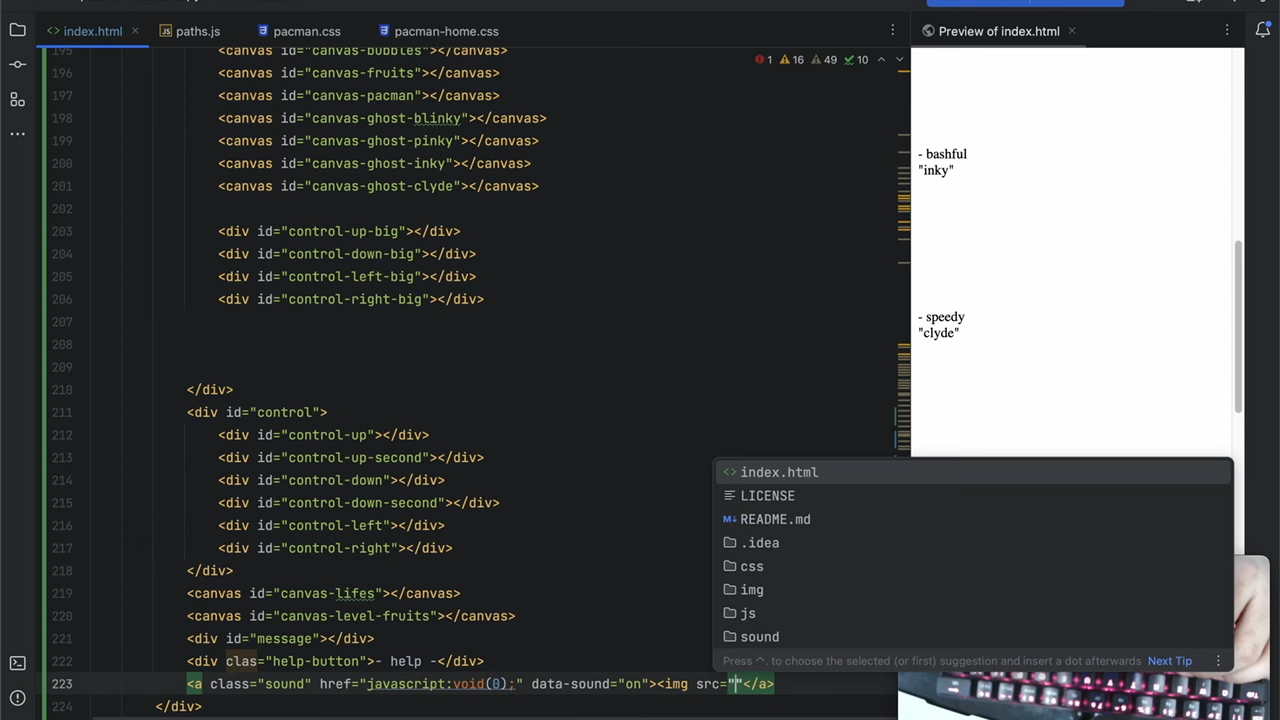 index.html
paths.js
pacman.css
pacman-home.css
Preview of index.html
1 16 49 10
195 <canvas id="canvas-bubbles"></canvas>
196 <canvas id="canvas-fruits"></canvas>
197 <canvas id="canvas-pacman"></canvas>
198 <canvas id="canvas-ghost-blinky"></canvas>
199 <canvas id="canvas-ghost-pinky"></canvas>
200 <canvas id="canvas-ghost-inky"></canvas>
201 <canvas id="canvas-ghost-clyde"></canvas>
202
203 <div id="control-up-big"></div>
204 <div id="control-down-big"></div>
205 <div id="control-left-big"></div>
206 <div id="control-right-big"></div>
207
208
209
210 </div>
211 <div id="control">
212 <div id="control-up"></div>
213 <div id="control-up-second"></div>
214 <div id="control-down"></div>
215 <div id="control-down-second"></div>
216 <div id="control-left"></div>
217 <div id="control-right"></div>
218 </div>
219 <canvas id="canvas-lifes"></canvas>
220 <canvas id="canvas-level-fruits"></canvas>
221 <div id="message"></div>
222 <div clas="help-button">- help -</div>
223 <a class="sound" href="javascript:void(0);" data-sound="on"><img src=""</a>
224 </div>
- bashful
"inky"
- speedy
"clyde"
index.html
LICENSE
README.md
.idea
css
img
js
sound
Press ^. to choose the selected (or first) suggestion and insert a dot afterwards Next Tip